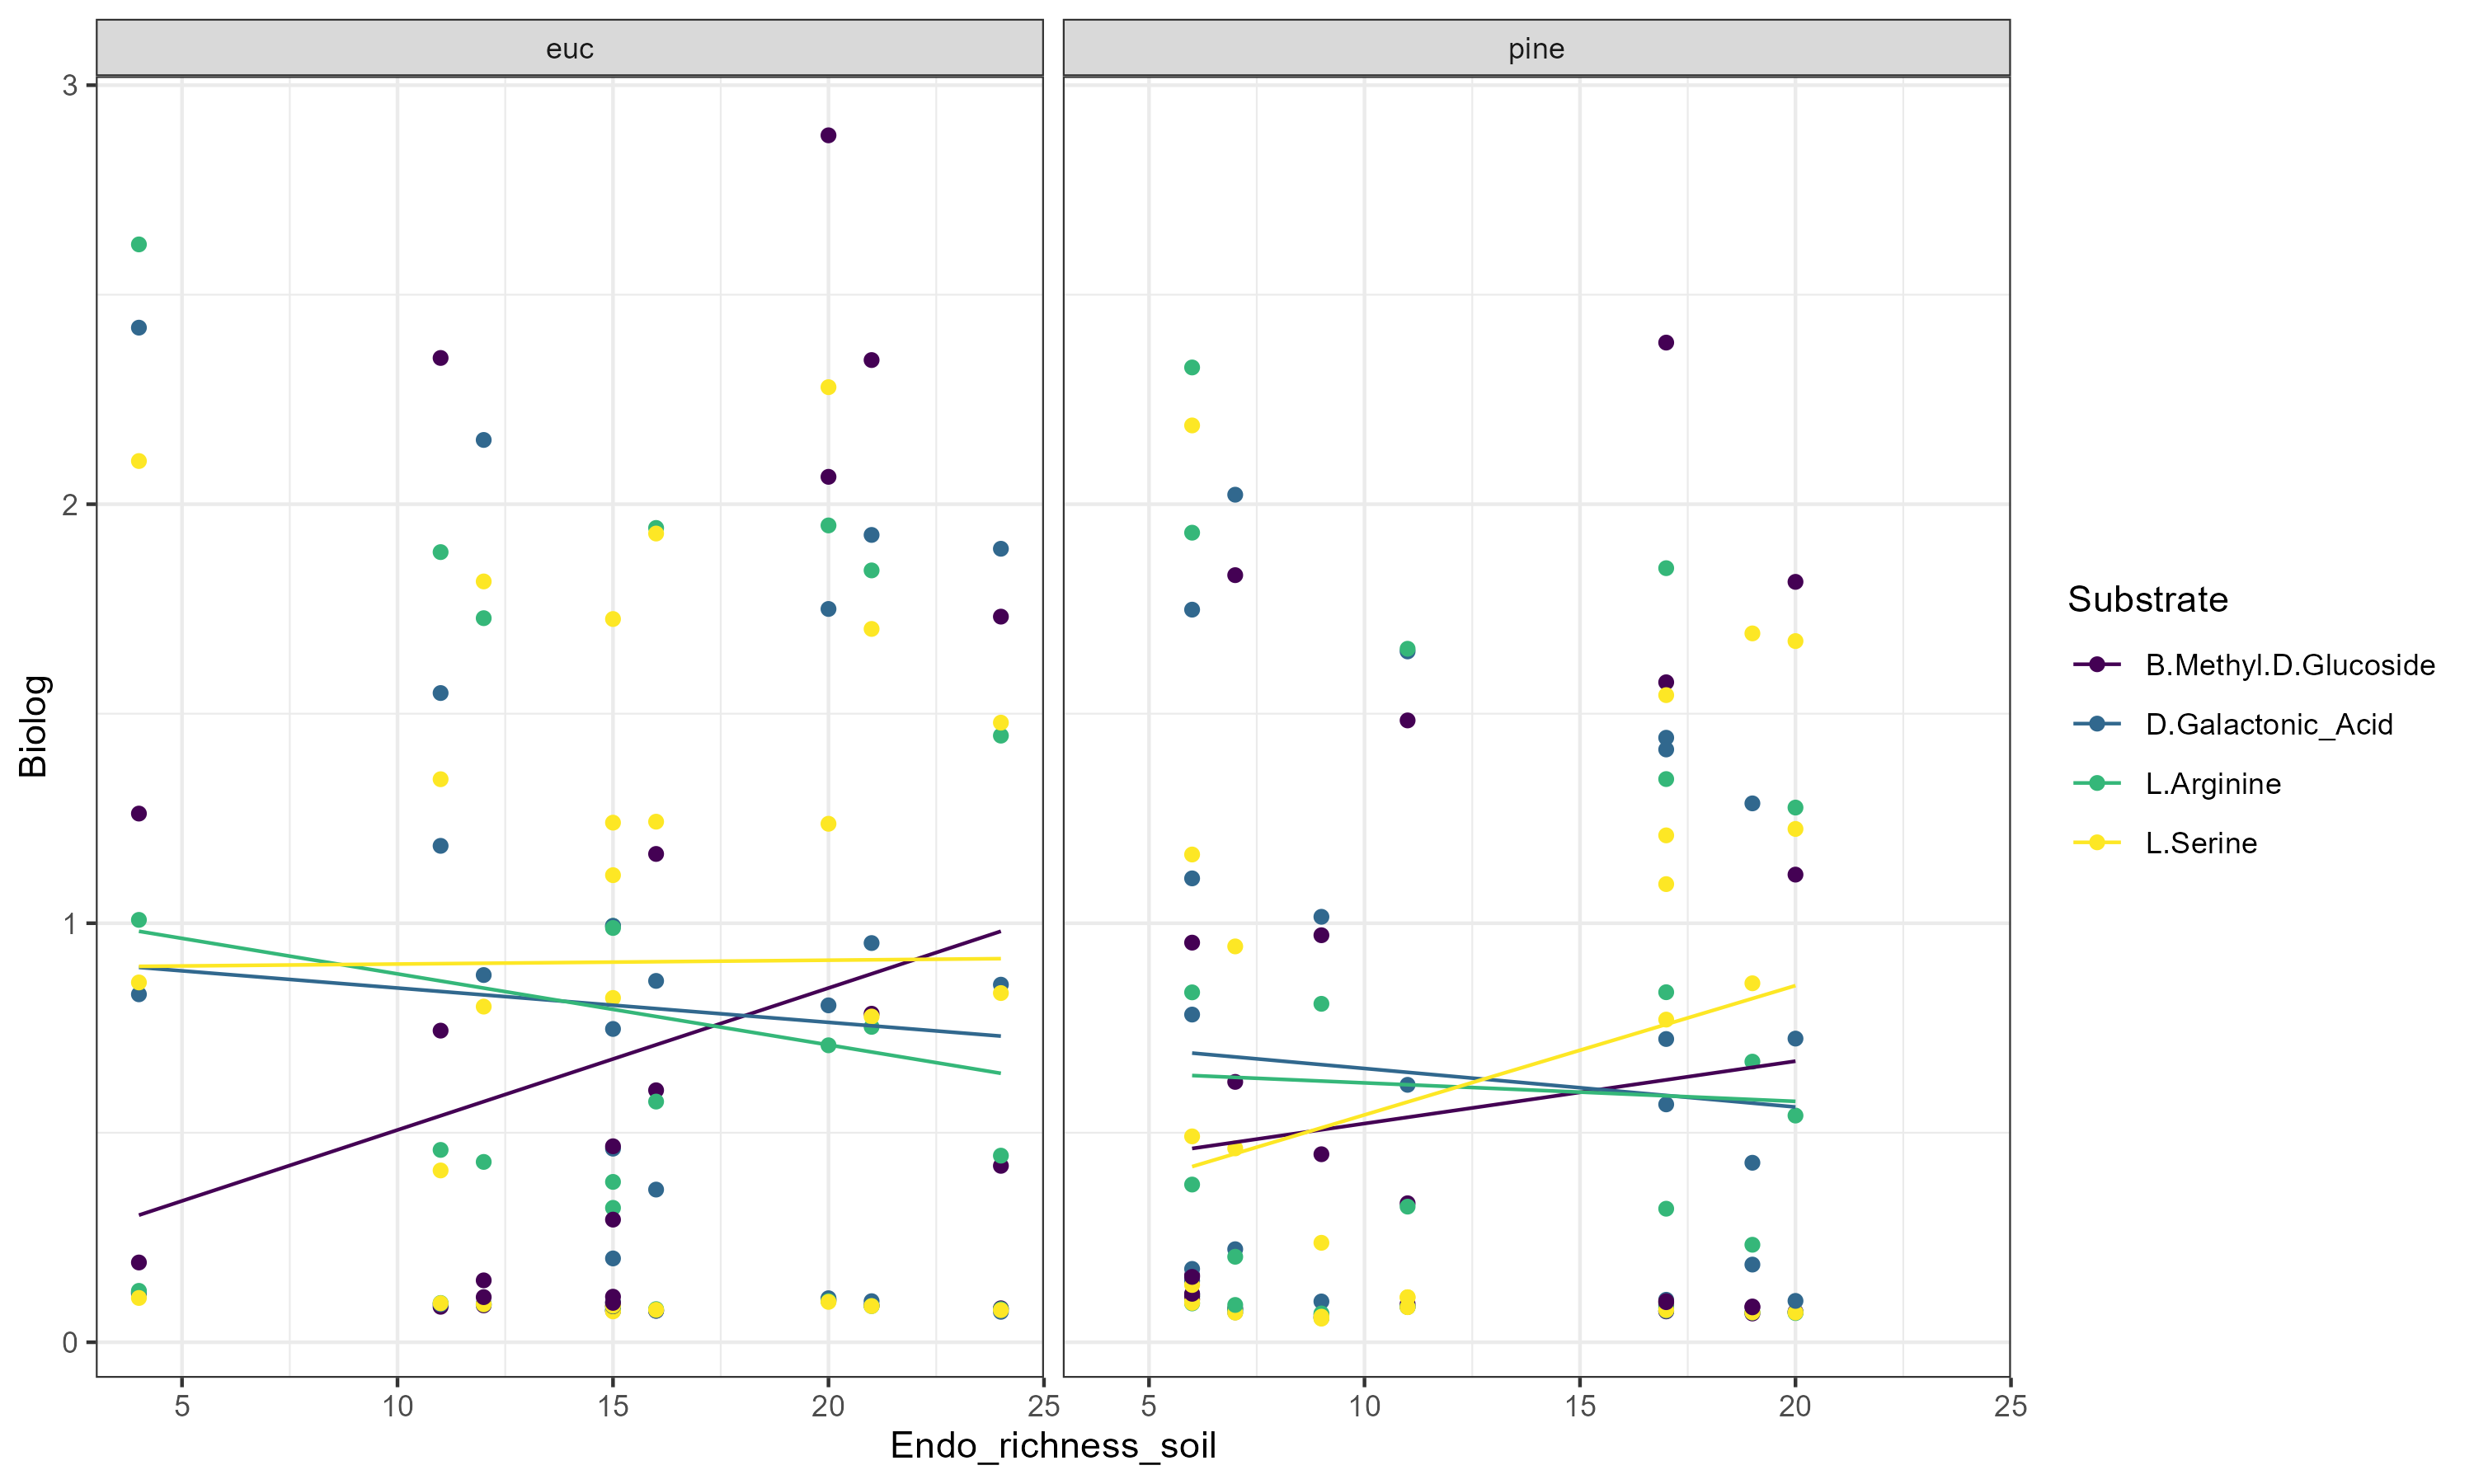 euc
pine
3
2
1
0
Biolog
5 10 15 20 25
5 10 15 20 25
Endo_richness_soil
Substrate
B.Methyl.D.Glucoside
D.Galactonic_Acid
L.Arginine
L.Serine